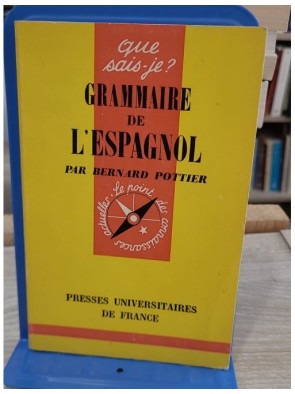 que
sais-je?
GRAMMAIRE
DE
L'ESPAGNOL
PAR BERNARD POTTIER
Le point des connaissances actuelles
PRESSES UNIVERSITAIRES
DE FRANCE